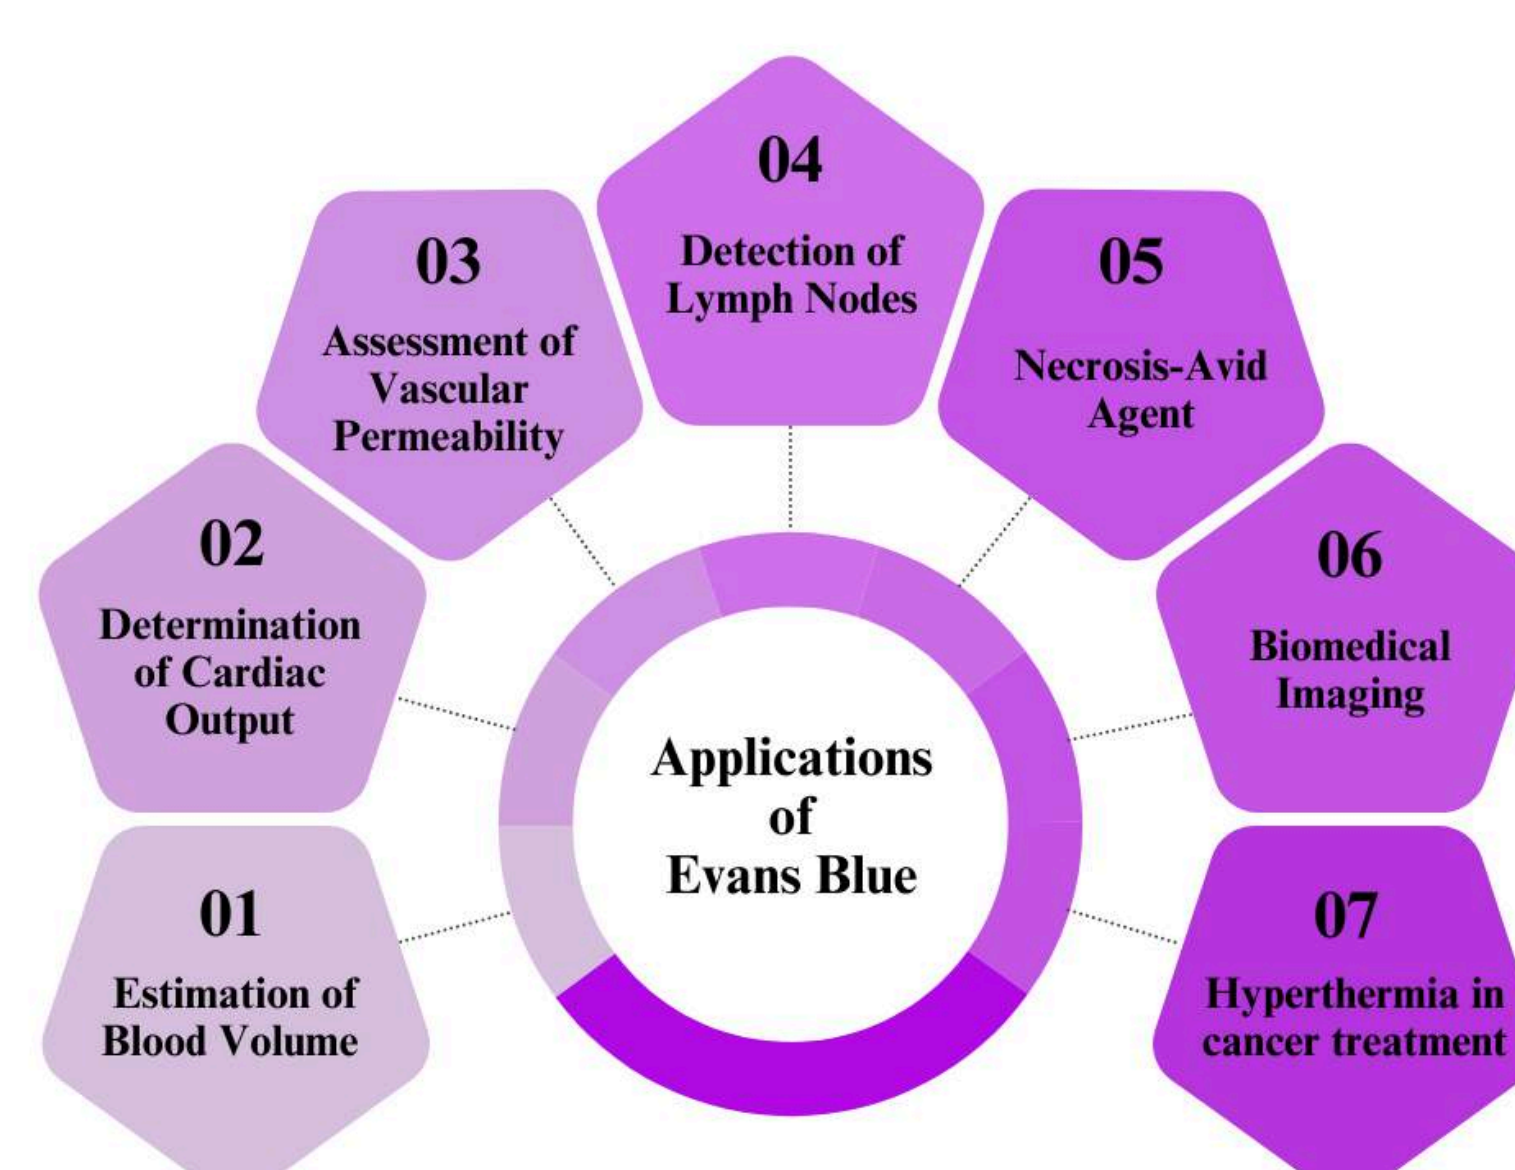 01
Estimation of
Blood Volume
02
Determination
of Cardiac
Output
03
Assessment of
Vascular
Permeability
04
Detection of
Lymph Nodes
05
Necrosis-Avid
Agent
06
Biomedical
Imaging
07
Hyperthermia in
cancer treatment
Applications
of
Evans Blue